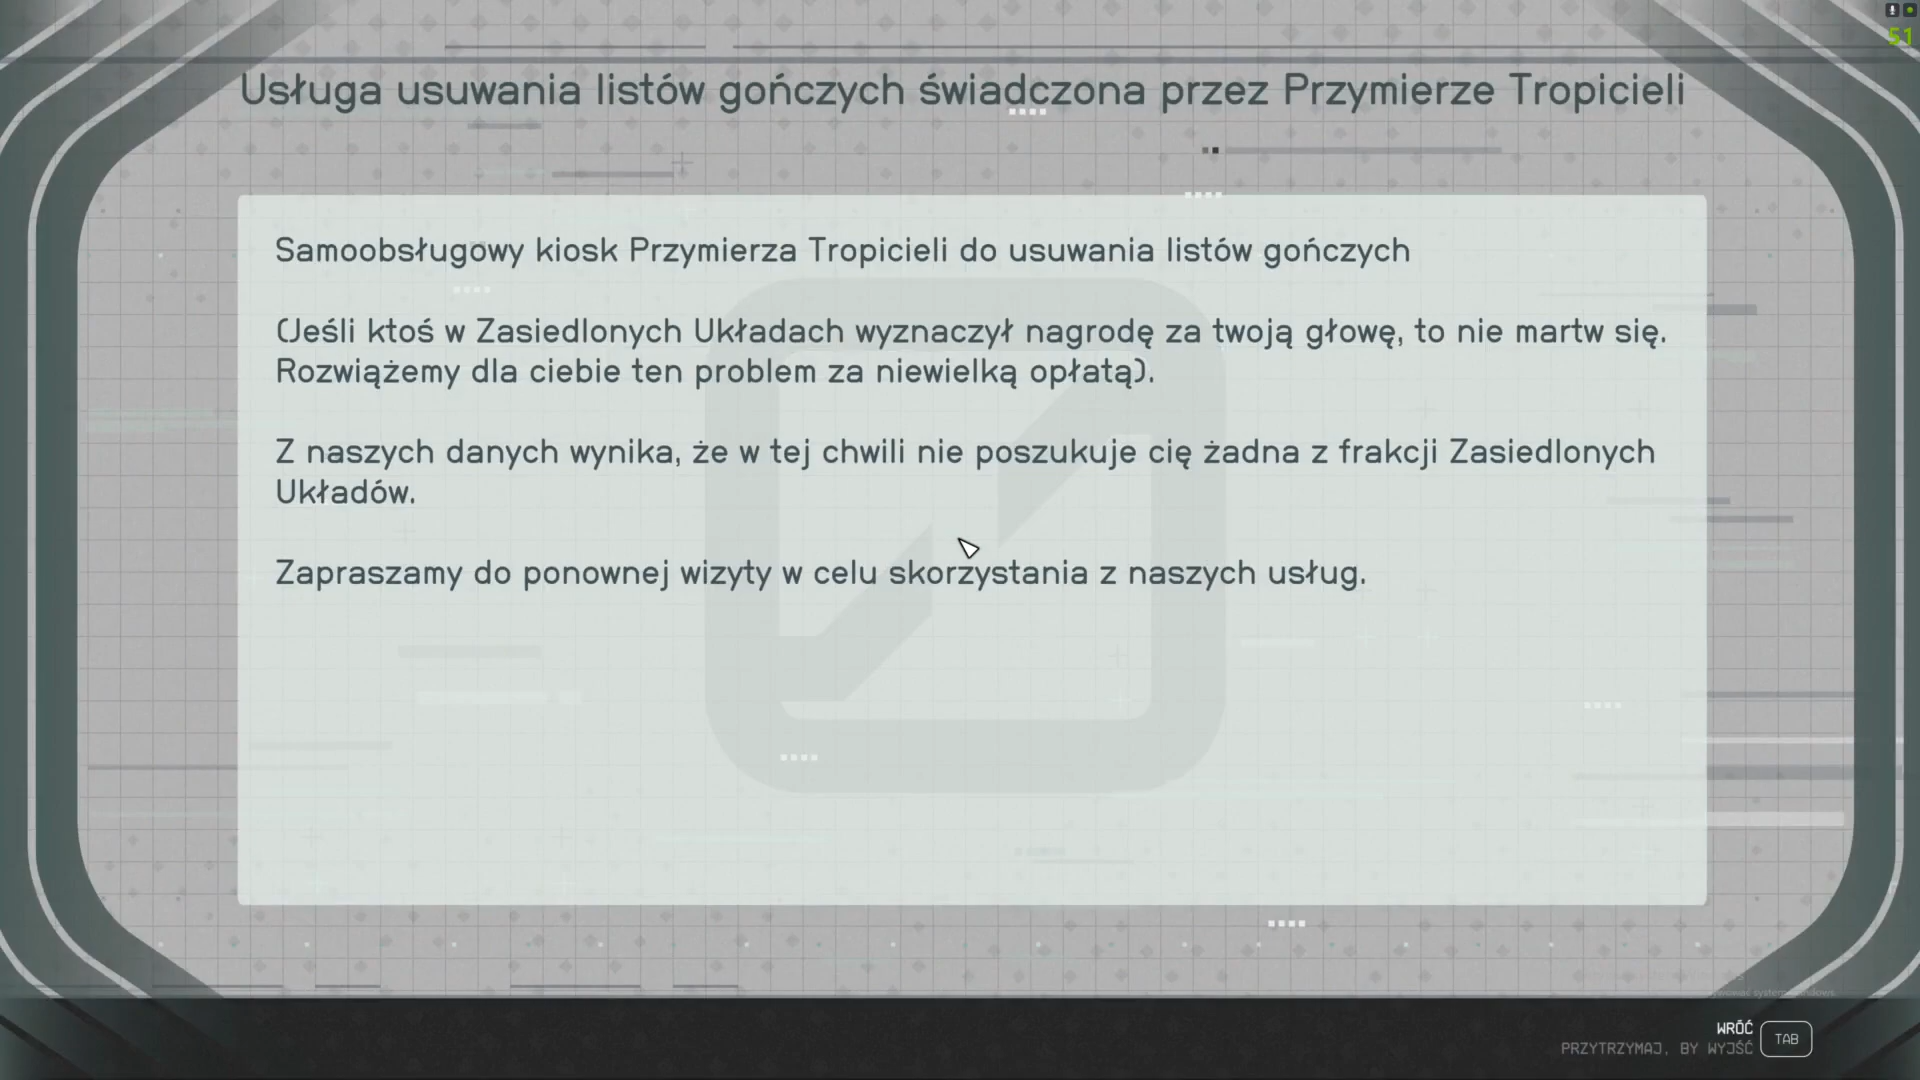 51
Usługa usuwania listów gończych świadczona przez Przymierze Tropicieli
Samoobsługowy kiosk Przymierza Tropicieli do usuwania listów gończych
(Jeśli ktoś w Zasiedlonych Układach wyznaczył nagrodę za twoją głowę, to nie martw się.
Rozwiążemy dla ciebie ten problem za niewielką opłatą).
Z naszych danych wynika, że w tej chwili nie poszukuje cię żadna z frakcji Zasiedlonych
Układów.
Zapraszamy do ponownej wizyty w celu skorzystania z naszych usług.
WRÓĆ
PRZYTRZYMAJ, BY WYJŚĆ
TAB